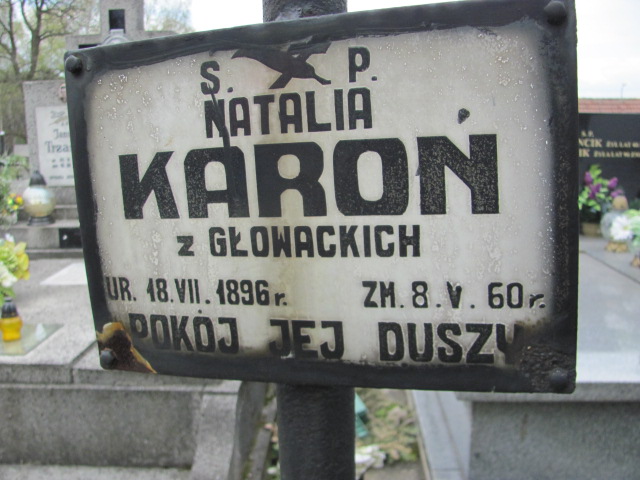 S. P.
NATALIA
KAROŃ
z GŁOWACKICH
UR. 18.VII.1896 r. ZM. 8.V.60 r.
POKÓJ JEJ DUSZY